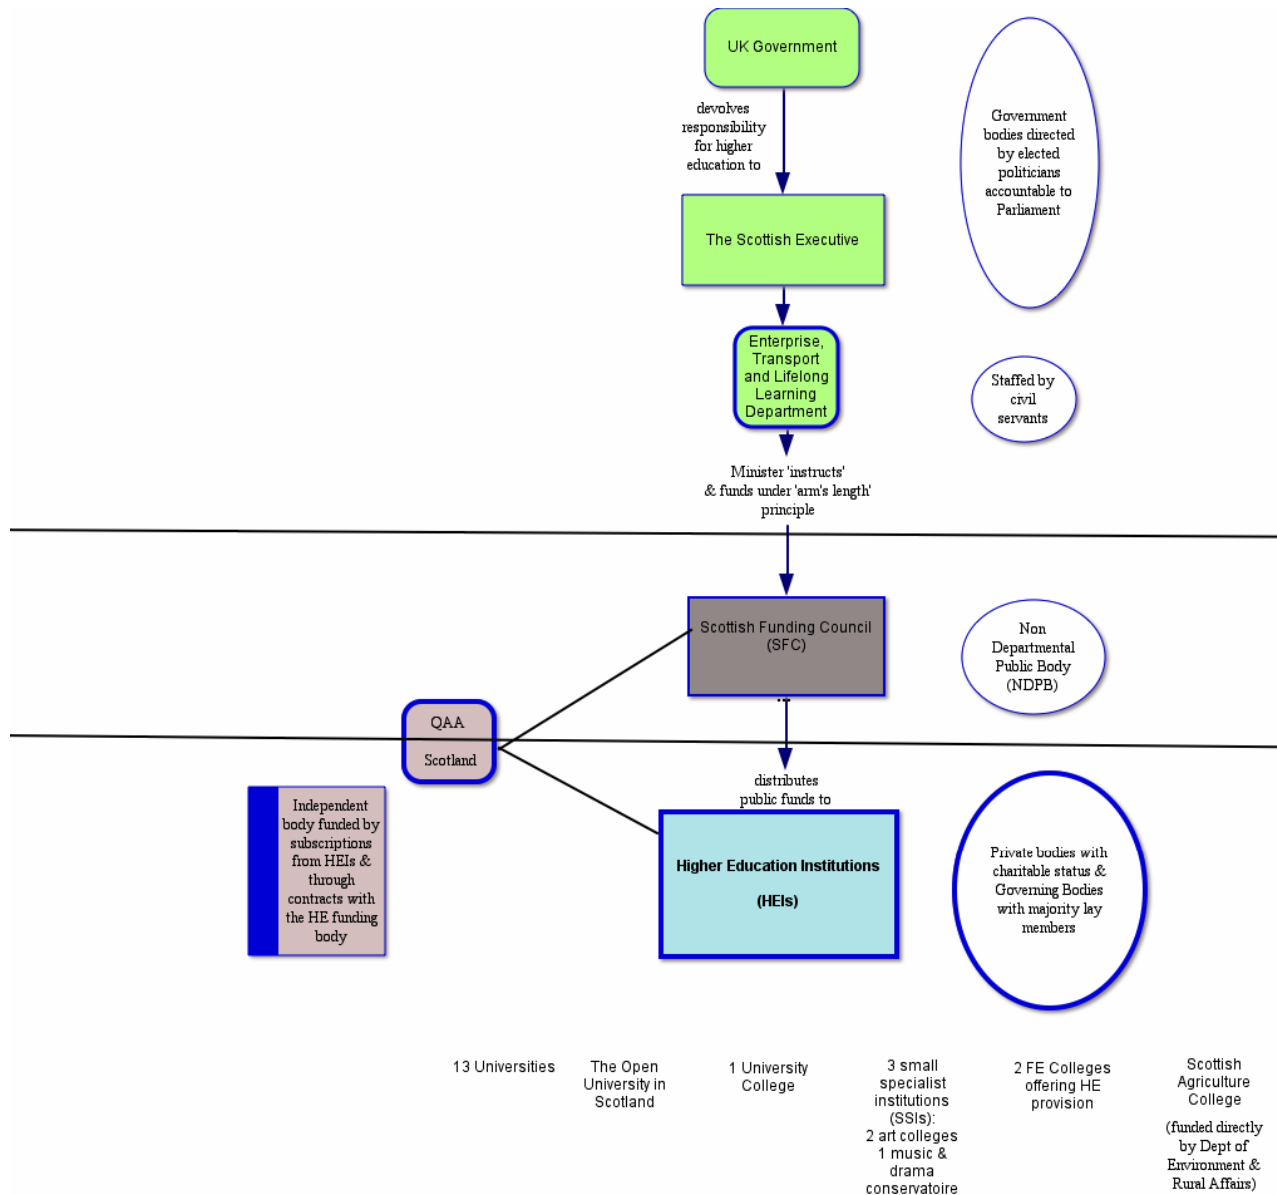 UK Government
devolves
responsibility
for higher
education to
Government
bodies directed
by elected
politicians
accountable to
Parliament
The Scottish Executive
Enterprise,
Transport
and Lifelong
Learning
Department
Staffed by
civil
servants
Minister 'instructs'
& funds under 'arm's length'
principle
Scottish Funding Council
(SFC)
Non
Departmental
Public Body
(NDPB)
...
QAA
Scotland
distributes
public funds to
Independent
body funded by
subscriptions
from HEIs &
through
contracts with
the HE funding
body
Higher Education Institutions
(HEIs)
Private bodies with
charitable status &
Governing Bodies
with majority lay
members
13 Universities
The Open
University in
Scotland
1 University
College
3 small
specialist
institutions
(SSIs):
2 art colleges
1 music &
drama
conservatoire
2 FE Colleges
offering HE
provision
Scottish
Agriculture
College
(funded directly
by Dept of
Environment &
Rural Affairs)